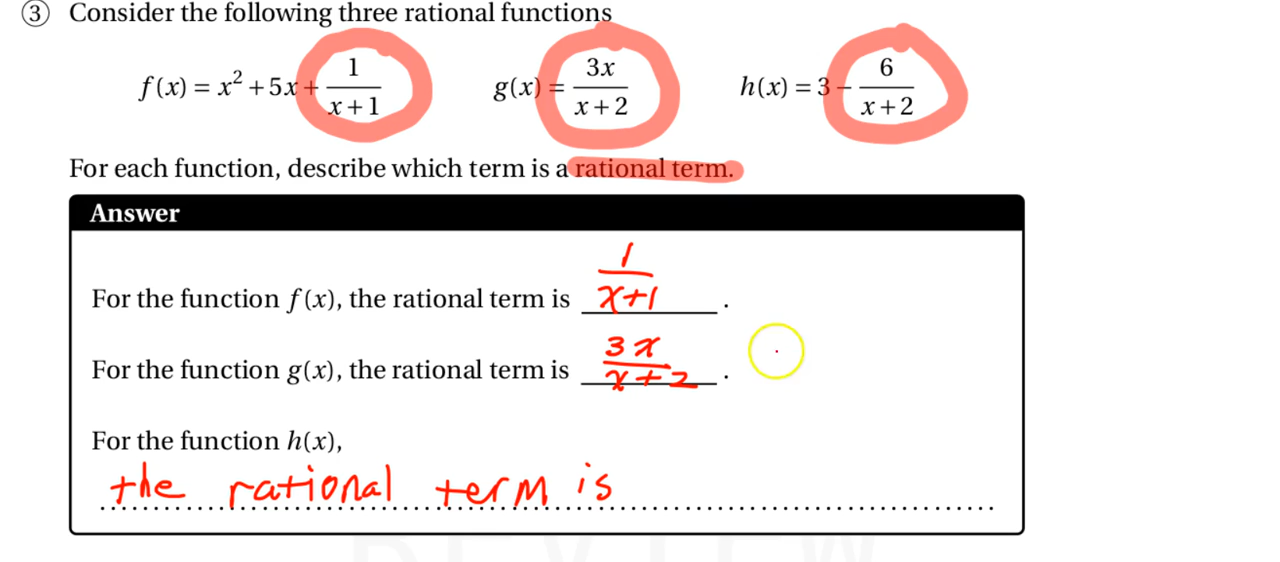 ③ Consider the following three rational functions
f(x) = x² + 5x + 1/(x+1) g(x) = 3x/(x+2) h(x) = 3 − 6/(x+2)
For each function, describe which term is a rational term.
Answer
For the function f(x), the rational term is 1/(x+1).
For the function g(x), the rational term is 3x/(x+2).
For the function h(x),
the rational term is